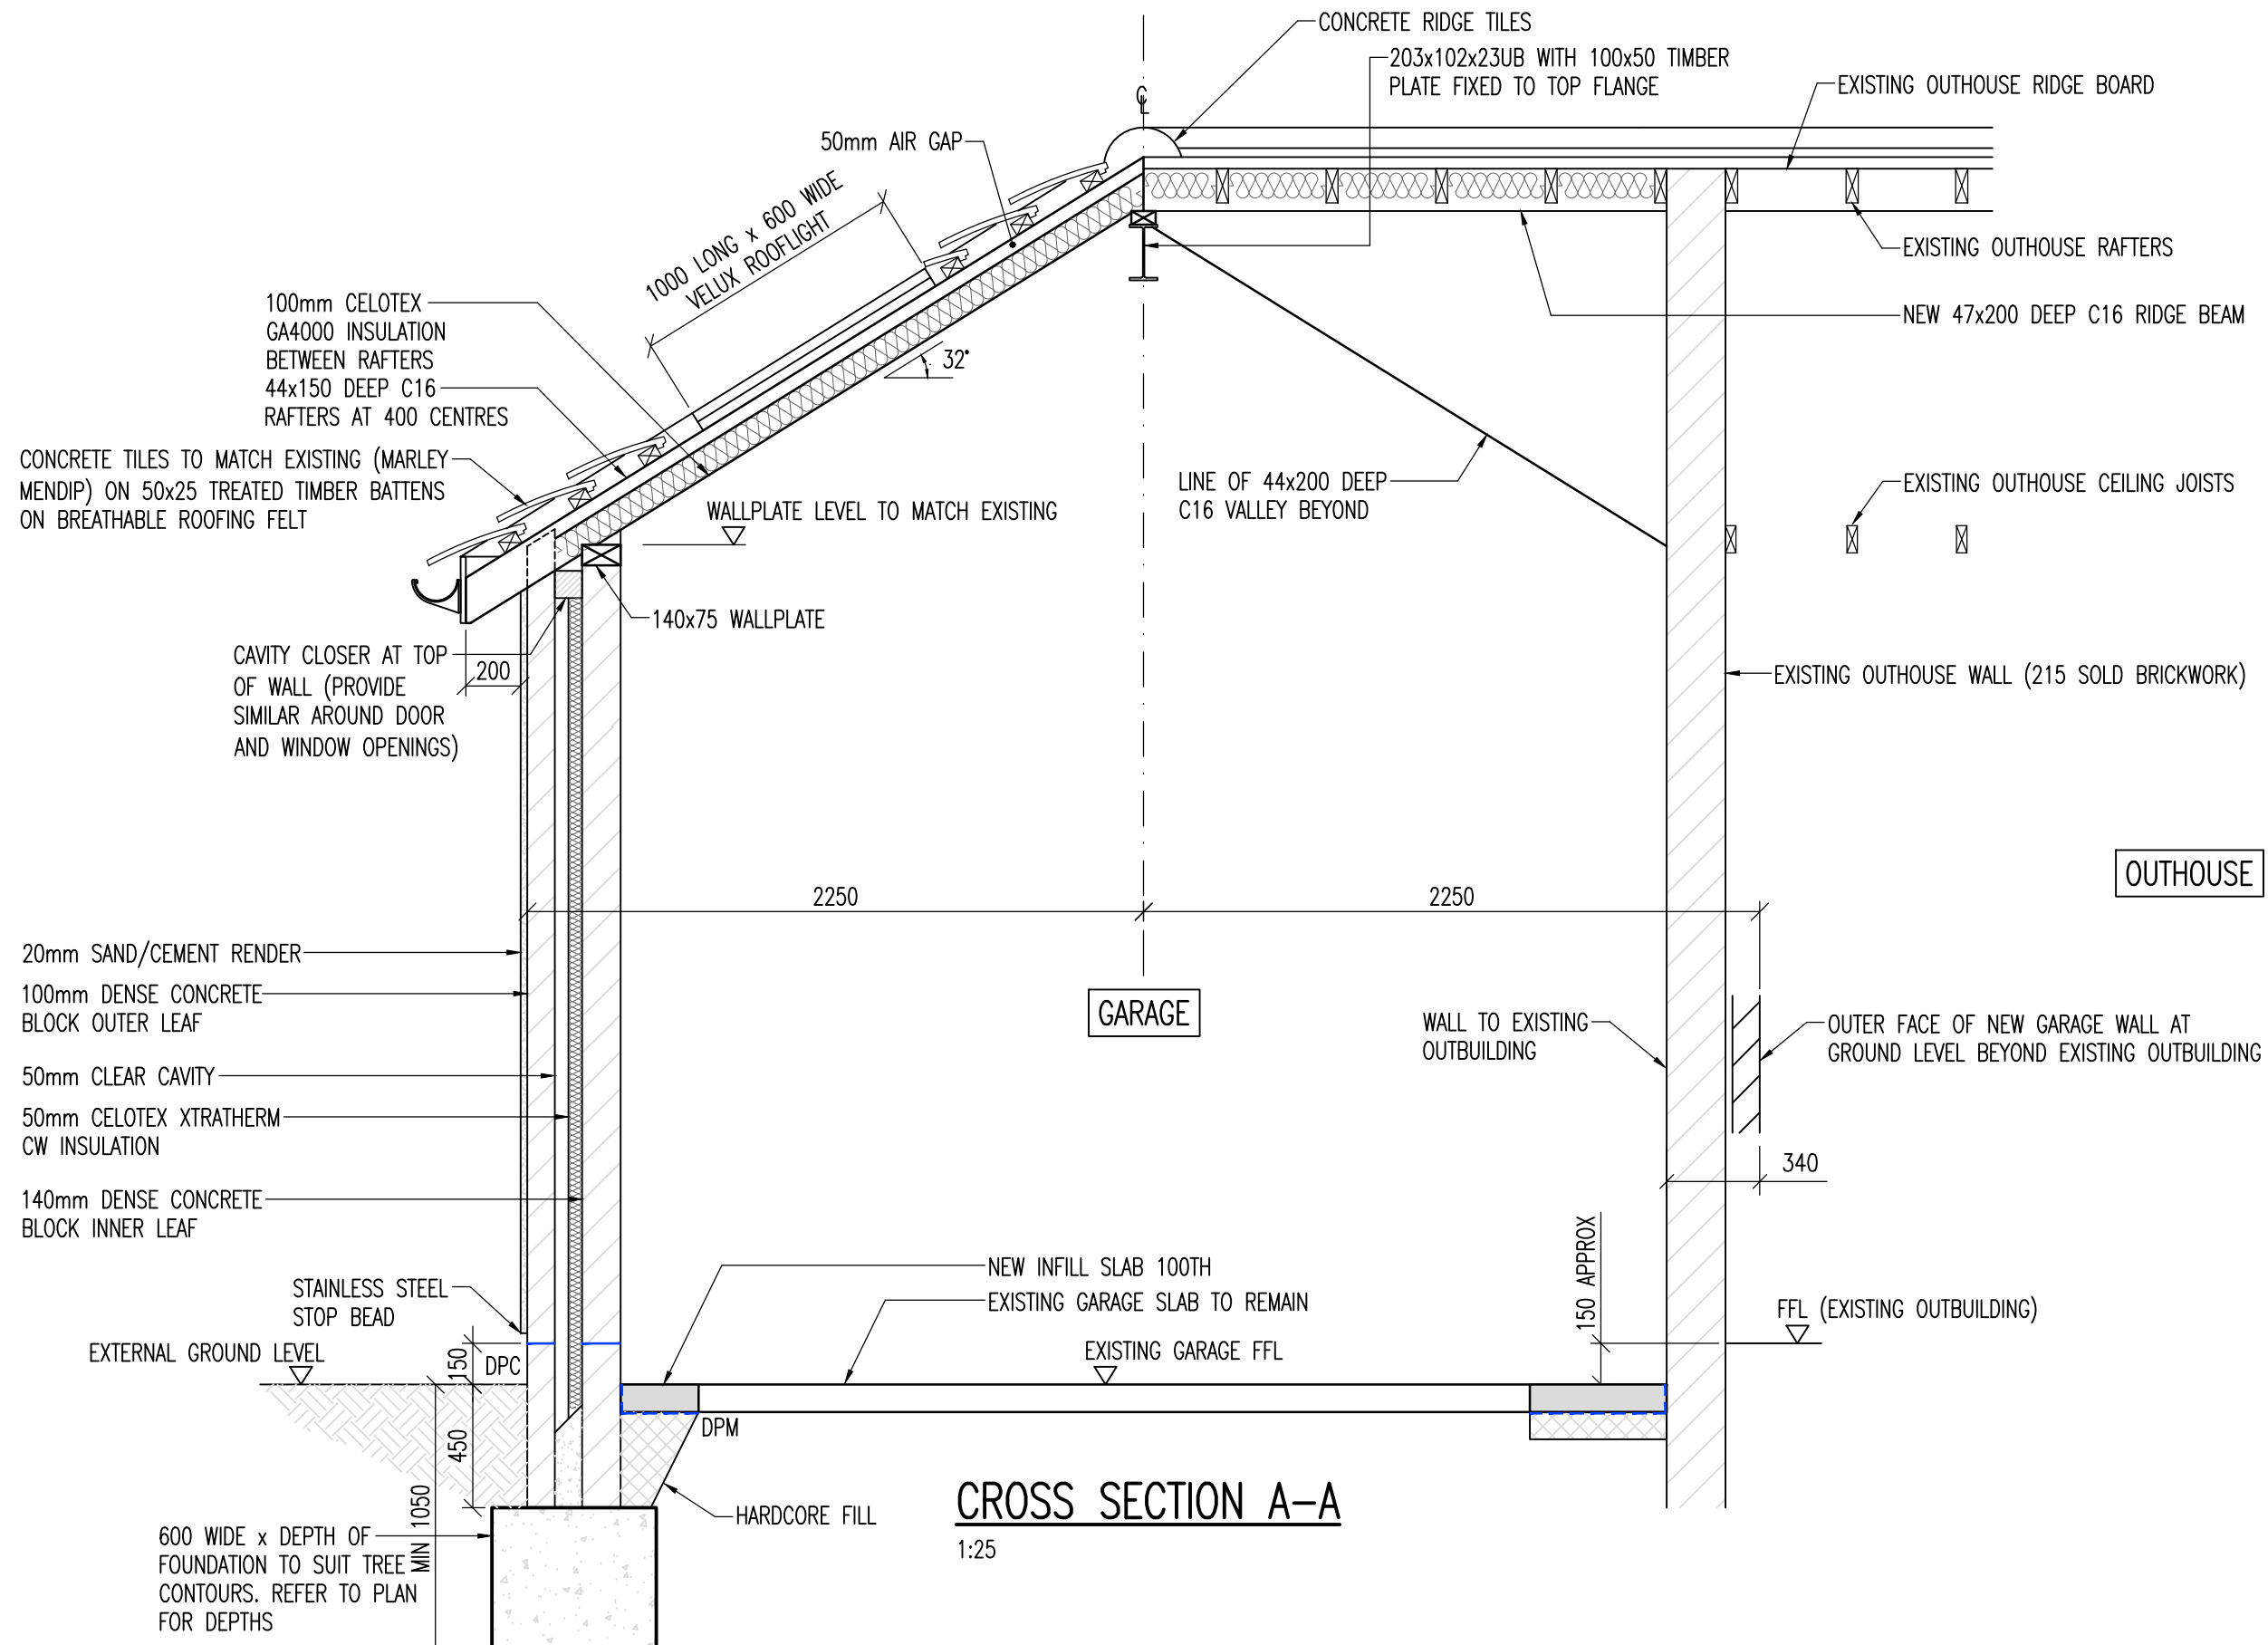 CONCRETE RIDGE TILES
203x102x23UB WITH 100x50 TIMBER
PLATE FIXED TO TOP FLANGE
EXISTING OUTHOUSE RIDGE BOARD
℄
50mm AIR GAP
1000 LONG x 600 WIDE
VELUX ROOFLIGHT
EXISTING OUTHOUSE RAFTERS
100mm CELOTEX
GA4000 INSULATION
BETWEEN RAFTERS
44x150 DEEP C16
RAFTERS AT 400 CENTRES
NEW 47x200 DEEP C16 RIDGE BEAM
32°
CONCRETE TILES TO MATCH EXISTING (MARLEY
MENDIP) ON 50x25 TREATED TIMBER BATTENS
ON BREATHABLE ROOFING FELT
WALLPLATE LEVEL TO MATCH EXISTING
LINE OF 44x200 DEEP
C16 VALLEY BEYOND
EXISTING OUTHOUSE CEILING JOISTS
140x75 WALLPLATE
CAVITY CLOSER AT TOP
OF WALL (PROVIDE
SIMILAR AROUND DOOR
AND WINDOW OPENINGS)
200
EXISTING OUTHOUSE WALL (215 SOLD BRICKWORK)
OUTHOUSE
2250
2250
20mm SAND/CEMENT RENDER
100mm DENSE CONCRETE
BLOCK OUTER LEAF
50mm CLEAR CAVITY
50mm CELOTEX XTRATHERM
CW INSULATION
140mm DENSE CONCRETE
BLOCK INNER LEAF
GARAGE
WALL TO EXISTING
OUTBUILDING
OUTER FACE OF NEW GARAGE WALL AT
GROUND LEVEL BEYOND EXISTING OUTBUILDING
340
STAINLESS STEEL
STOP BEAD
NEW INFILL SLAB 100TH
EXISTING GARAGE SLAB TO REMAIN
150 APPROX
FFL (EXISTING OUTBUILDING)
EXTERNAL GROUND LEVEL
150
DPC
EXISTING GARAGE FFL
450
DPM
MIN 1050
HARDCORE FILL
600 WIDE x DEPTH OF
FOUNDATION TO SUIT TREE
CONTOURS. REFER TO PLAN
FOR DEPTHS
CROSS SECTION A-A
1:25